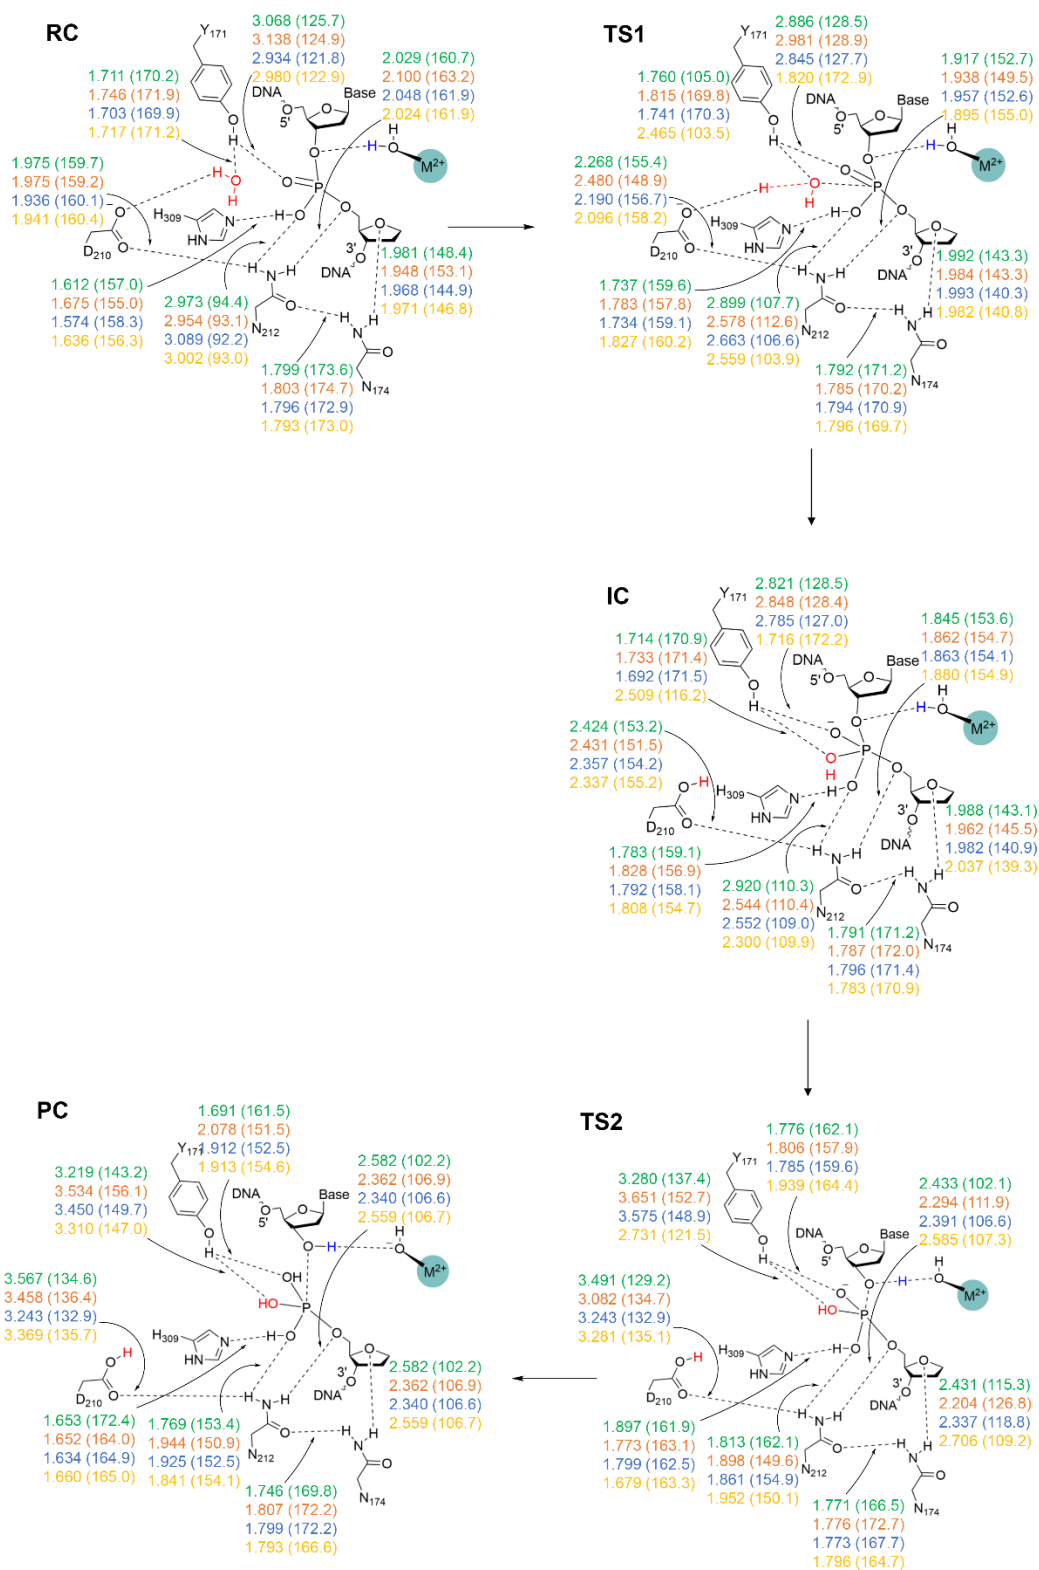 RC
Y171
3.068 (125.7)
3.138 (124.9)
2.934 (121.8)
2.980 (122.9)
2.029 (160.7)
2.100 (163.2)
2.048 (161.9)
2.024 (161.9)
1.711 (170.2)
1.746 (171.9)
1.703 (169.9)
1.717 (171.2)
DNA
O
5'
O
Base
O
H
O
H
H
O
M2+
1.975 (159.7)
1.975 (159.2)
1.936 (160.1)
1.941 (160.4)
H
O
H
O
P
O
H
O
O
H309
N
HN
O
O
D210
3'
O
DNA
1.981 (148.4)
1.948 (153.1)
1.968 (144.9)
1.971 (146.8)
H
H
N
O
N212
1.612 (157.0)
1.675 (155.0)
1.574 (158.3)
1.636 (156.3)
2.973 (94.4)
2.954 (93.1)
3.089 (92.2)
3.002 (93.0)
H
H
N
O
N174
1.799 (173.6)
1.803 (174.7)
1.796 (172.9)
1.793 (173.0)
TS1
Y171
2.886 (128.5)
2.981 (128.9)
2.845 (127.7)
1.820 (172.9)
1.917 (152.7)
1.938 (149.5)
1.957 (152.6)
1.895 (155.0)
1.760 (105.0)
1.815 (169.8)
1.741 (170.3)
2.465 (103.5)
DNA
O
5'
O
Base
O
H
O
H
H
O
M2+
2.268 (155.4)
2.480 (148.9)
2.190 (156.7)
2.096 (158.2)
H
O
H
O
P
O
H
O
O
H309
N
HN
O
O
D210
3'
O
DNA
1.992 (143.3)
1.984 (143.3)
1.993 (140.3)
1.982 (140.8)
H
H
N
O
N212
1.737 (159.6)
1.783 (157.8)
1.734 (159.1)
1.827 (160.2)
2.899 (107.7)
2.578 (112.6)
2.663 (106.6)
2.559 (103.9)
H
H
N
O
N174
1.792 (171.2)
1.785 (170.2)
1.794 (170.9)
1.796 (169.7)
IC
Y171
2.821 (128.5)
2.848 (128.4)
2.785 (127.0)
1.716 (172.2)
1.845 (153.6)
1.862 (154.7)
1.863 (154.1)
1.880 (154.9)
1.714 (170.9)
1.733 (171.4)
1.692 (171.5)
2.509 (116.2)
DNA
O
5'
O
Base
O
H
O
H
H
O
M2+
2.424 (153.2)
2.431 (151.5)
2.357 (154.2)
2.337 (155.2)
O
P
O
H
H
O
O
O
H309
N
HN
O
H
O
D210
3'
O
DNA
1.988 (143.1)
1.962 (145.5)
1.982 (140.9)
2.037 (139.3)
H
H
N
O
N212
1.783 (159.1)
1.828 (156.9)
1.792 (158.1)
1.808 (154.7)
2.920 (110.3)
2.544 (110.4)
2.552 (109.0)
2.300 (109.9)
H
H
N
O
N174
1.791 (171.2)
1.787 (172.0)
1.796 (171.4)
1.783 (170.9)
PC
Y171
1.691 (161.5)
2.078 (151.5)
1.912 (152.5)
1.913 (154.6)
2.582 (102.2)
2.362 (106.9)
2.340 (106.6)
2.559 (106.7)
3.219 (143.2)
3.534 (156.1)
3.450 (149.7)
3.310 (147.0)
DNA
O
5'
O
Base
O
H
O
H
H
O
M2+
3.567 (134.6)
3.458 (136.4)
3.243 (132.9)
3.369 (135.7)
OH
HO
P
H
O
O
O
H309
N
HN
O
H
O
D210
3'
O
DNA
2.582 (102.2)
2.362 (106.9)
2.340 (106.6)
2.559 (106.7)
H
H
N
O
N212
1.653 (172.4)
1.652 (164.0)
1.634 (164.9)
1.660 (165.0)
1.769 (153.4)
1.944 (150.9)
1.925 (152.5)
1.841 (154.1)
H
H
N
O
N174
1.746 (169.8)
1.807 (172.2)
1.799 (172.2)
1.793 (166.6)
TS2
Y171
1.776 (162.1)
1.806 (157.9)
1.785 (159.6)
1.939 (164.4)
2.433 (102.1)
2.294 (111.9)
2.391 (106.6)
2.585 (107.3)
3.280 (137.4)
3.651 (152.7)
3.575 (148.9)
2.731 (121.5)
DNA
O
5'
O
Base
O
H
O
H
H
O
M2+
3.491 (129.2)
3.082 (134.7)
3.243 (132.9)
3.281 (135.1)
O
HO
P
H
O
O
O
H309
N
HN
O
H
O
D210
3'
O
DNA
2.431 (115.3)
2.204 (126.8)
2.337 (118.8)
2.706 (109.2)
H
H
N
O
N212
1.897 (161.9)
1.773 (163.1)
1.799 (162.5)
1.679 (163.3)
1.813 (162.1)
1.898 (149.6)
1.861 (154.9)
1.952 (150.1)
H
H
N
O
N174
1.771 (166.5)
1.776 (172.7)
1.773 (167.7)
1.796 (164.7)